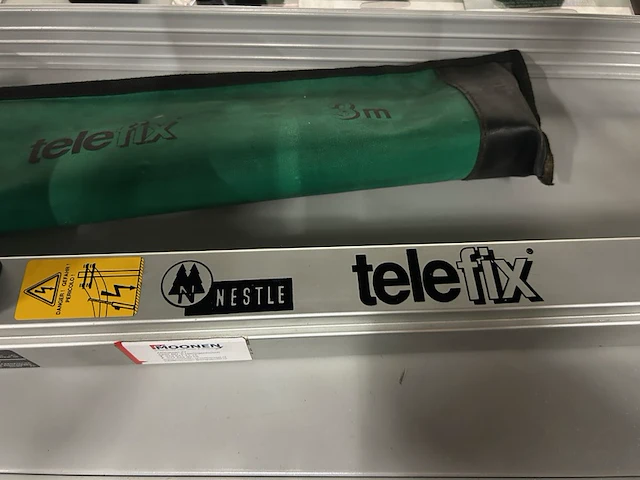 telefix
3m
DANGER! GEFAHR!
PERICOLO!
N
NESTLE
telefix
MOONEN